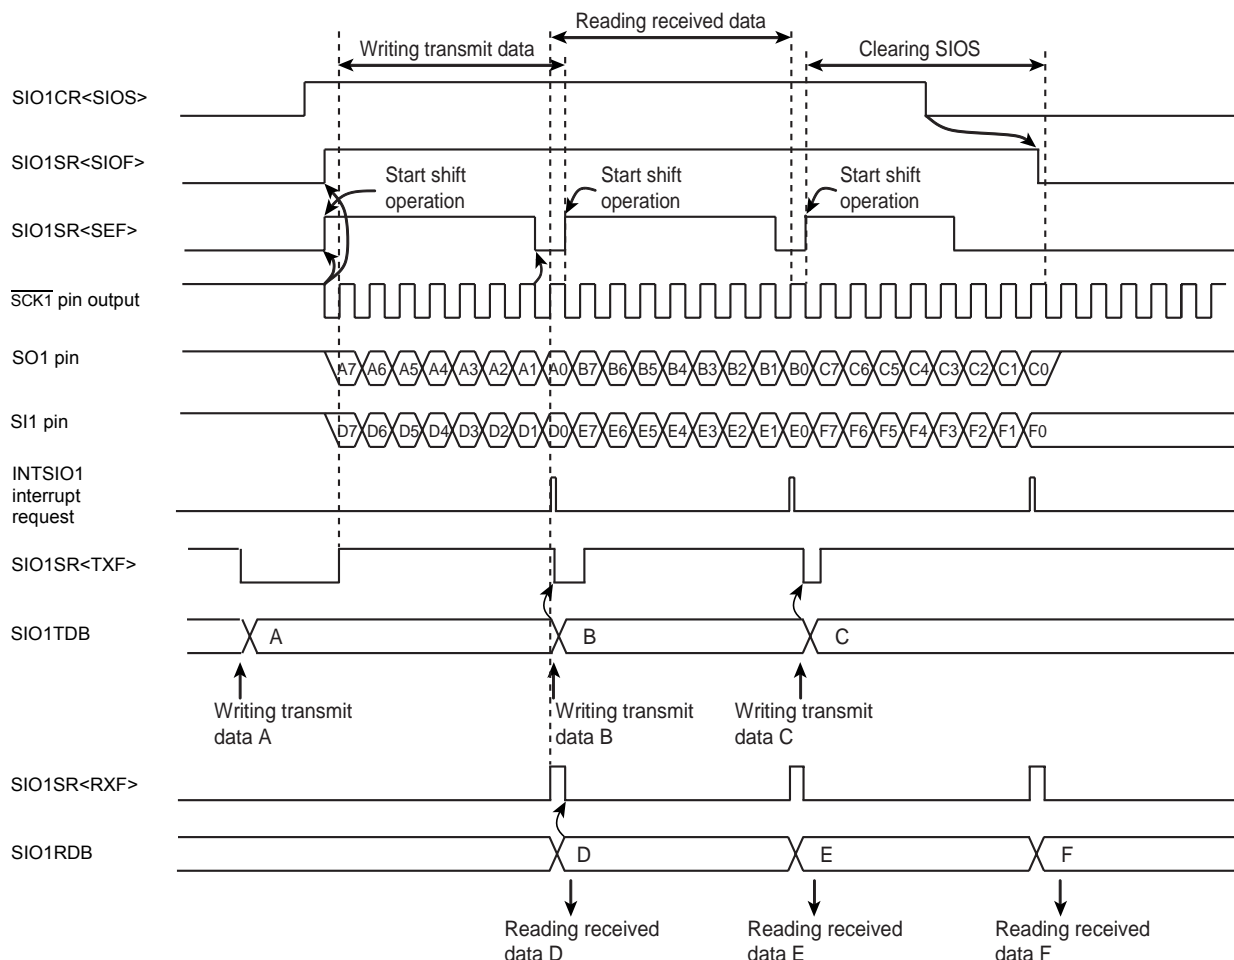 Reading received data
Writing transmit data
Clearing SIOS
SIO1CR<SIOS>
SIO1SR<SIOF>
Start shift
operation
Start shift
operation
Start shift
operation
SIO1SR<SEF>
SCK1 pin output
SO1 pin
A7 A6 A5 A4 A3 A2 A1 A0 B7 B6 B5 B4 B3 B2 B1 B0 C7 C6 C5 C4 C3 C2 C1 C0
SI1 pin
D7 D6 D5 D4 D3 D2 D1 D0 E7 E6 E5 E4 E3 E2 E1 E0 F7 F6 F5 F4 F3 F2 F1 F0
INTSIO1
interrupt
request
SIO1SR<TXF>
SIO1TDB
A B C
Writing transmit
data A
Writing transmit
data B
Writing transmit
data C
SIO1SR<RXF>
SIO1RDB
D E F
Reading received
data D
Reading received
data E
Reading received
data F